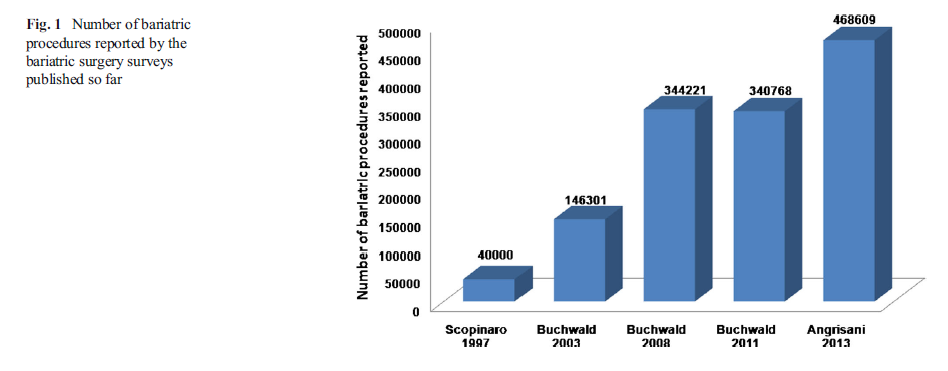 Fig. 1 Number of bariatric
procedures reported by the
bariatric surgery surveys
published so far
Number of bariatric procedures reported
500000
450000
400000
350000
300000
250000
200000
150000
100000
50000
0
40000
146301
344221
340768
468609
Scopinaro
1997
Buchwald
2003
Buchwald
2008
Buchwald
2011
Angrisani
2013